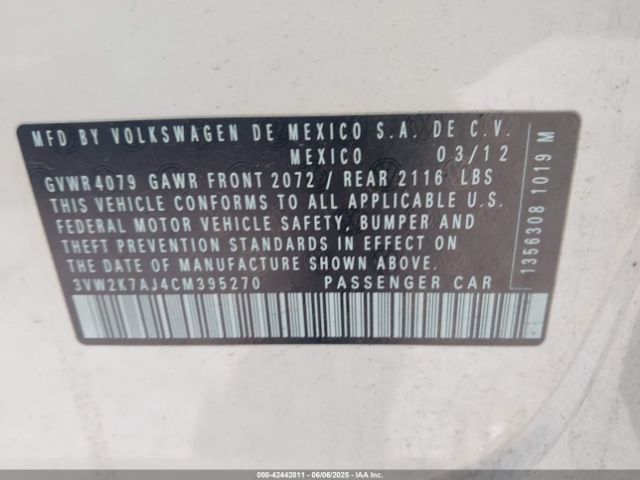 MFD BY VOLKSWAGEN DE MEXICO S.A. DE C.V.
MEXICO 03/12
GVWR 4079 GAWR FRONT 2072 / REAR 2116 LBS
THIS VEHICLE CONFORMS TO ALL APPLICABLE U.S.
FEDERAL MOTOR VEHICLE SAFETY, BUMPER AND
THEFT PREVENTION STANDARDS IN EFFECT ON
THE DATE OF MANUFACTURE SHOWN ABOVE.
3VW2K7AJ4CM395270 PASSENGER CAR
1356308 1019 M
000-42442811 - 06/06/2025 - IAAI.COM